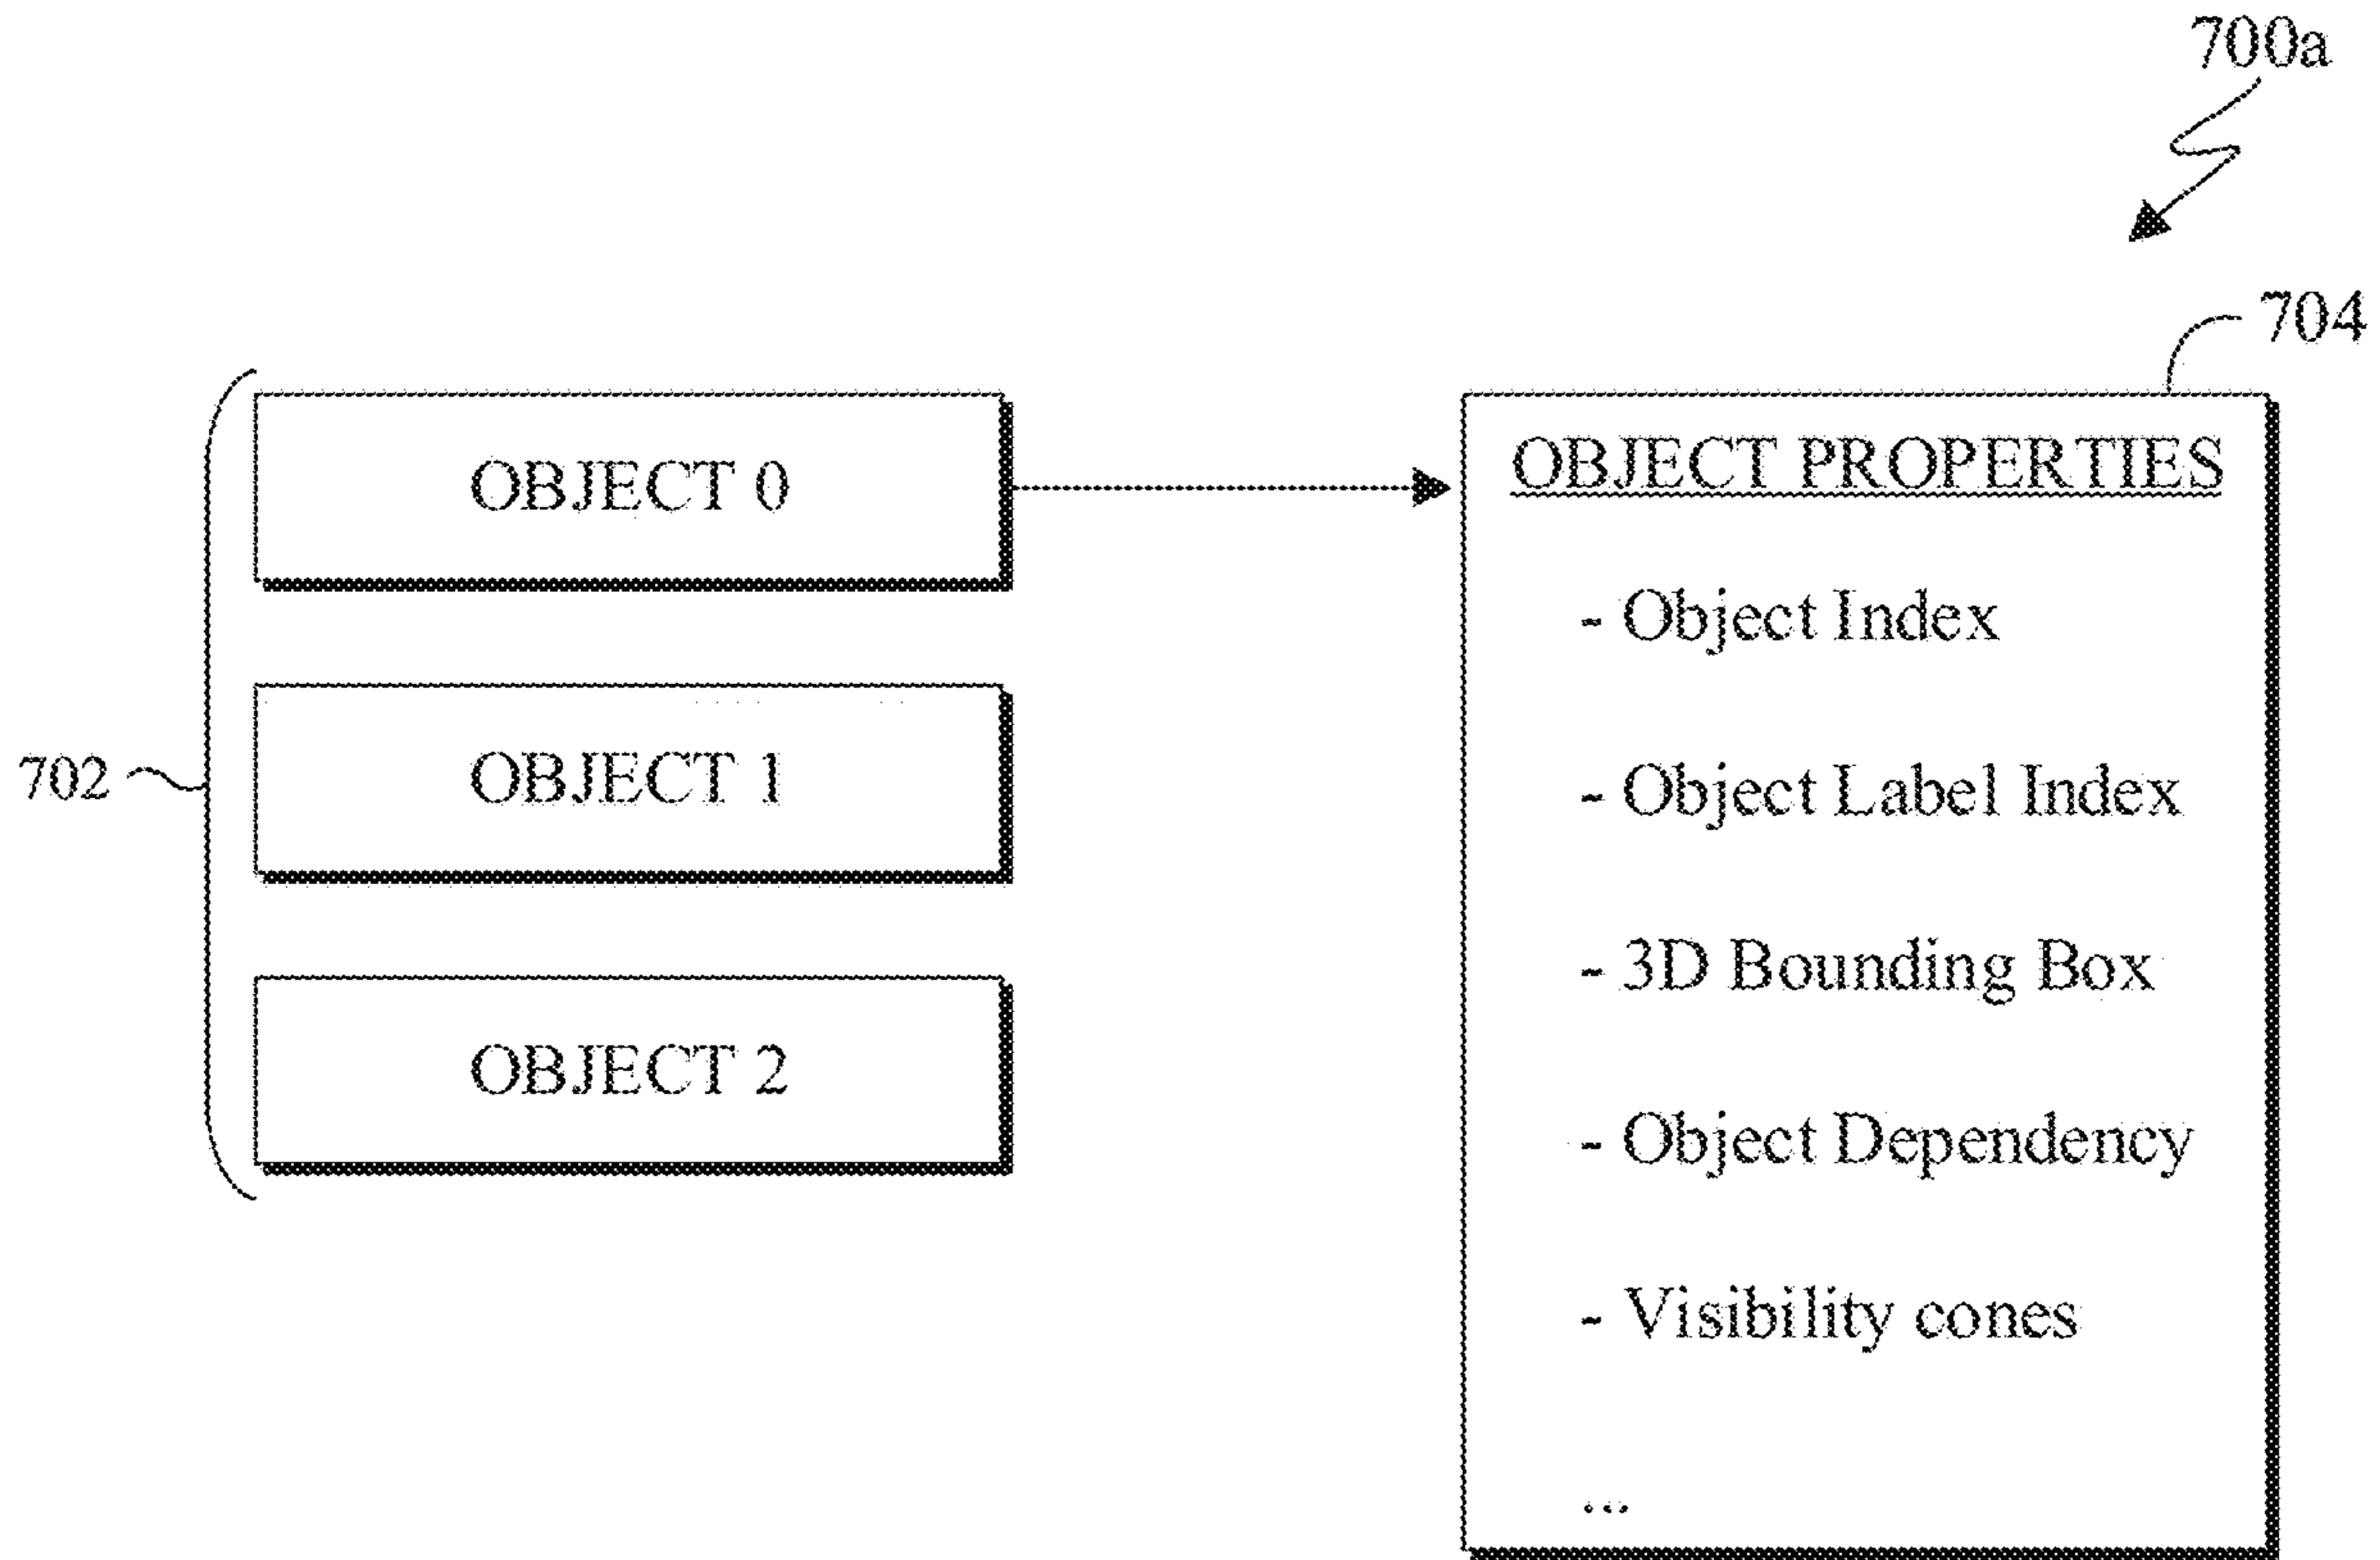 700a
704
702
OBJECT 0
OBJECT 1
OBJECT 2
OBJECT PROPERTIES
- Object Index
- Object Label Index
- 3D Bounding Box
- Object Dependency
- Visibility cones
...